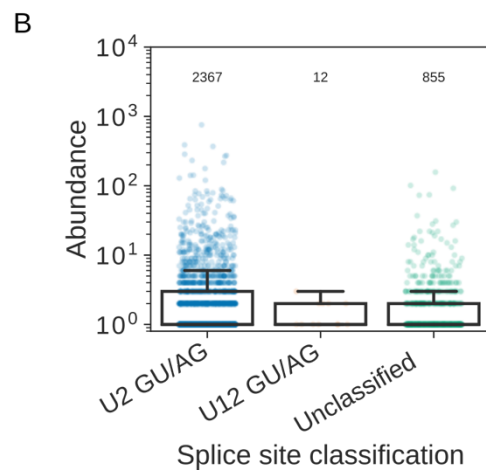 B
10^4
2367 12 855
10^3
10^2
10^1
10^0
Abundance
U2 GU/AG
U12 GU/AG
Unclassified
Splice site classification